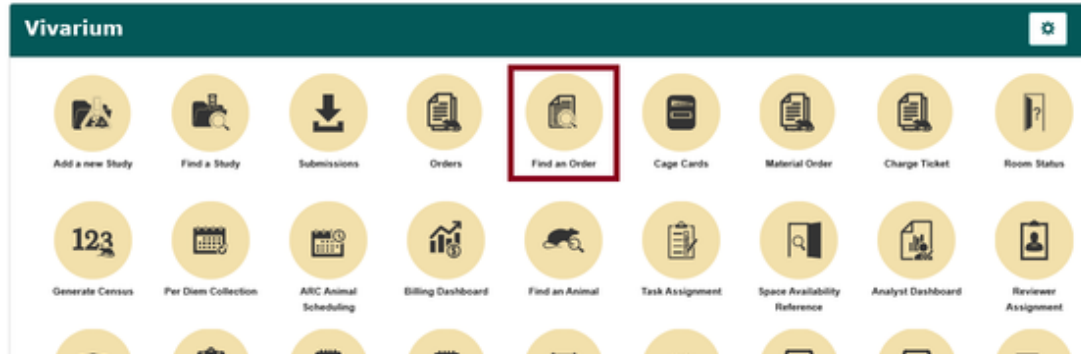 Vivarium
Add a new Study
Find a Study
Submissions
Orders
Find an Order
Cage Cards
Material Order
Charge Ticket
Room Status
?
123
Generate Census
Per Diem Collection
ARC Animal
Scheduling
Billing Dashboard
Find an Animal
Task Assignment
Space Availability
Reference
Analyst Dashboard
Reviewer
Assignment